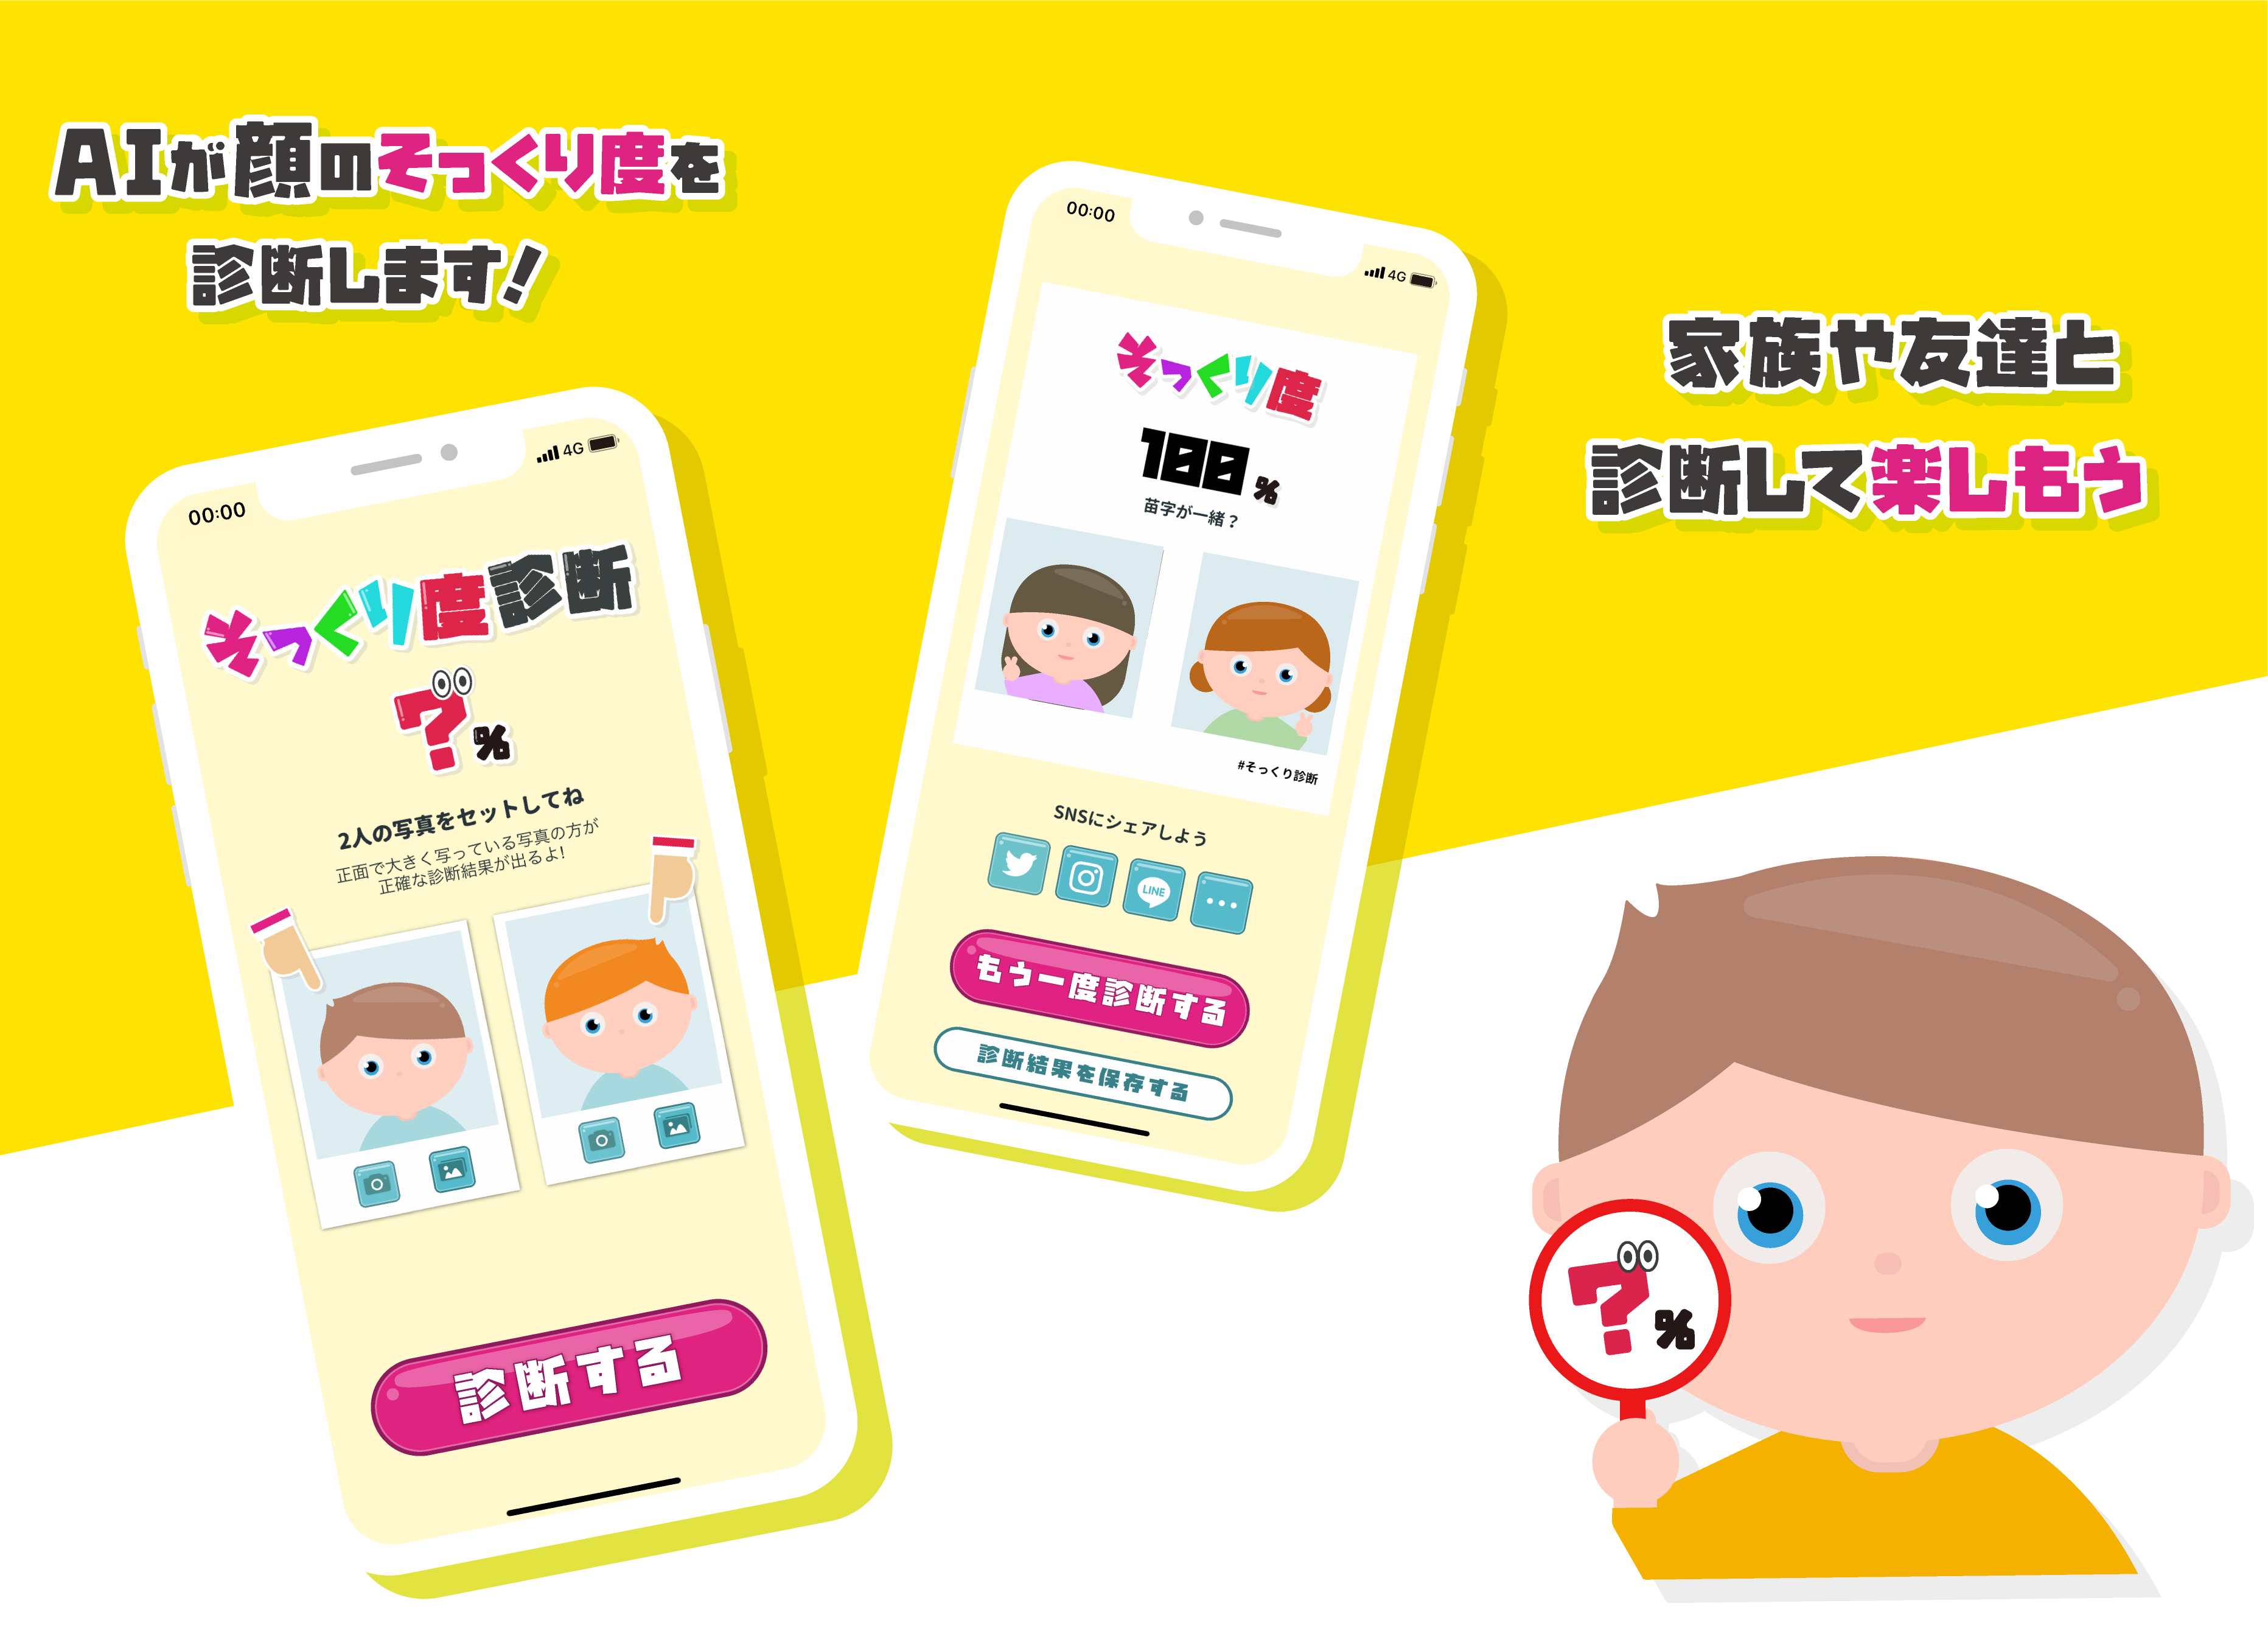 AIが顔のそっくり度を
診断します!
00:00
4G
そっくり度診断
?%
2人の写真をセットしてね
正面で大きく写っている写真の方が
正確な診断結果が出るよ!
診断する
00:00
4G
そっくり度
100%
苗字が一緒?
#そっくり診断
SNSにシェアしよう
LINE
もう一度診断する
診断結果を保存する
家族や友達と
診断して楽しもう
?%